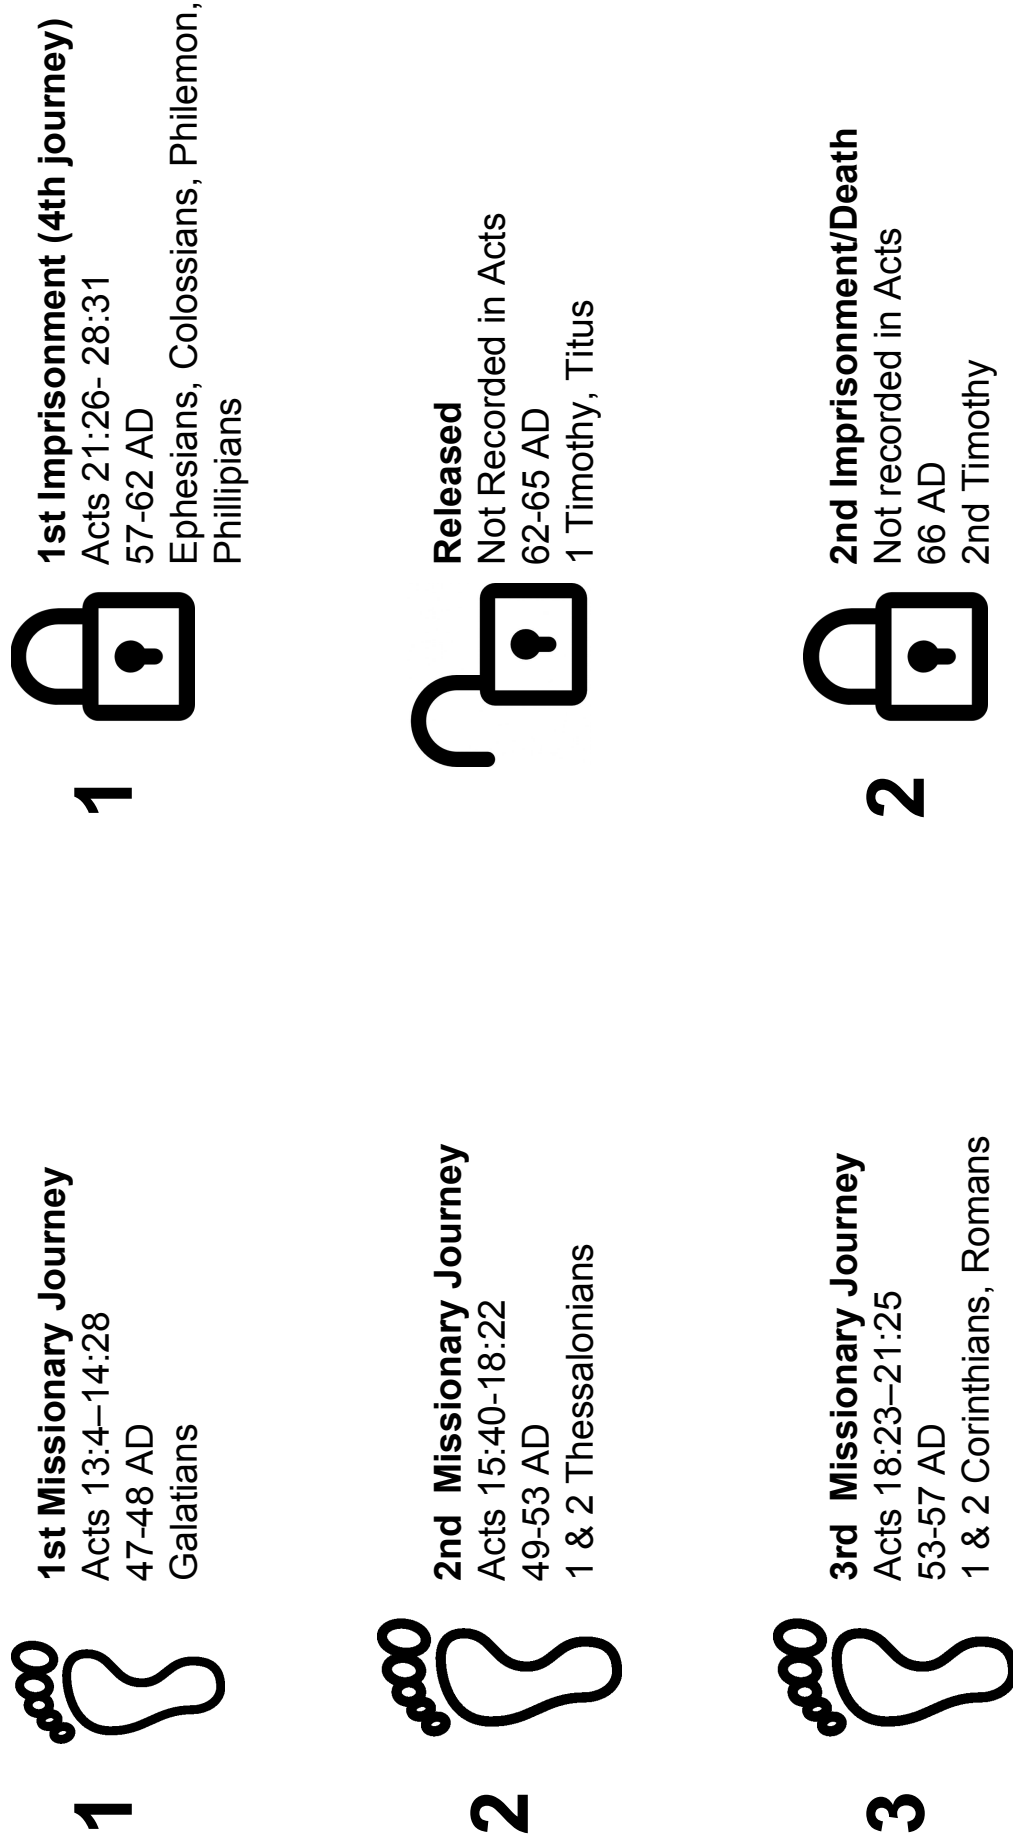 1
1st Missionary Journey
Acts 13:4–14:28
47-48 AD
Galatians
2
2nd  Missionary Journey
Acts 15:40-18:22
49-53 AD
1 & 2 Thessalonians
3
3rd  Missionary Journey
Acts 18:23–21:25
53-57 AD
1 & 2 Corinthians, Romans
1
1st Imprisonment (4th journey)
Acts 21:26- 28:31
57-62 AD
Ephesians, Colossians, Philemon,
Phillipians
Released
Not Recorded in Acts
62-65 AD
1 Timothy, Titus
2
2nd Imprisonment/Death
Not recorded in Acts
66 AD
2nd Timothy